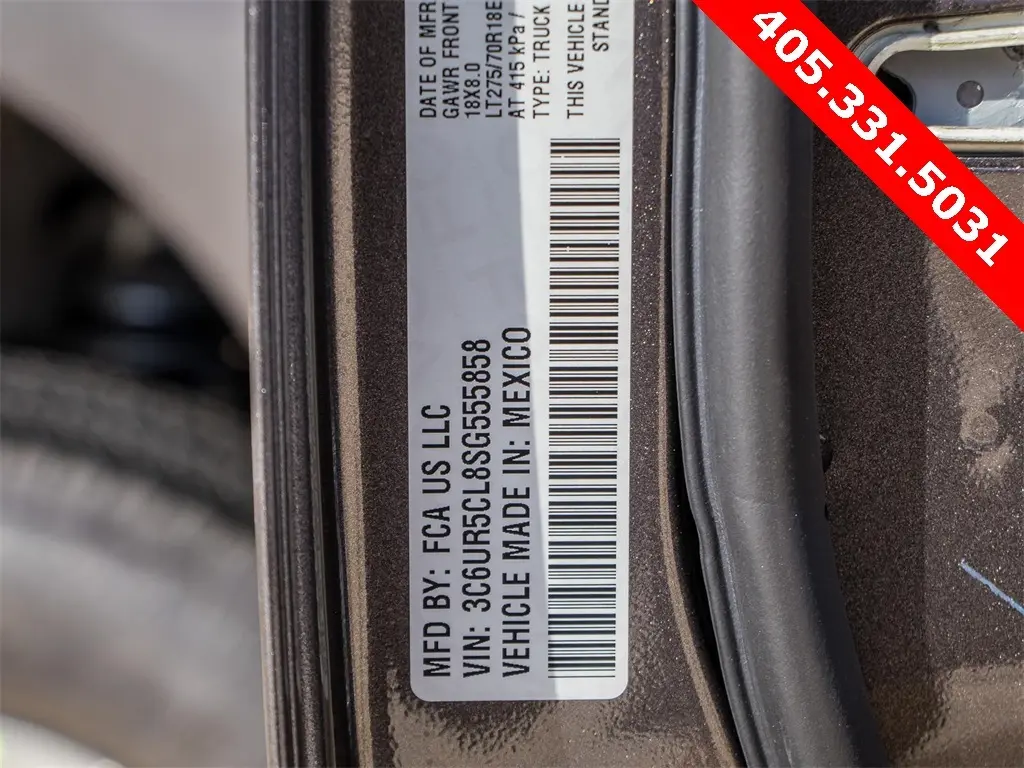 MFD BY: FCA US LLC
DATE OF MFR
VIN: 3C6UR5CL8SG555858
GAWR FRONT
VEHICLE MADE IN: MEXICO
18X8.0
LT275/70R18E
AT 415 kPa /
TYPE: TRUCK
THIS VEHICLE
STAND
405.331.5031